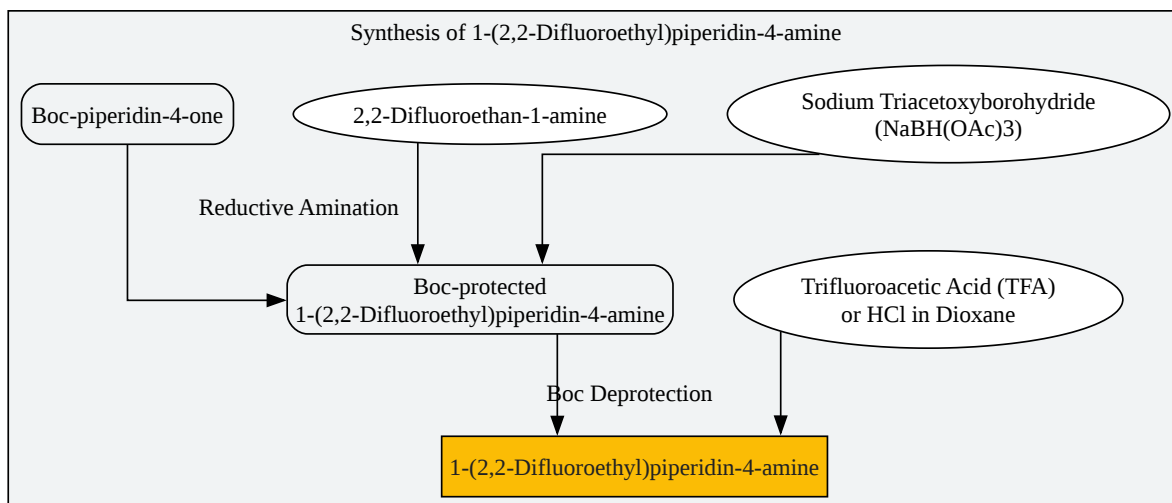 Synthesis of 1-(2,2-Difluoroethyl)piperidin-4-amine
Boc-piperidin-4-one
2,2-Difluoroethan-1-amine
Sodium Triacetoxyborohydride
(NaBH(OAc)3)
Reductive Amination
Boc-protected
1-(2,2-Difluoroethyl)piperidin-4-amine
Trifluoroacetic Acid (TFA)
or HCl in Dioxane
Boc Deprotection
1-(2,2-Difluoroethyl)piperidin-4-amine